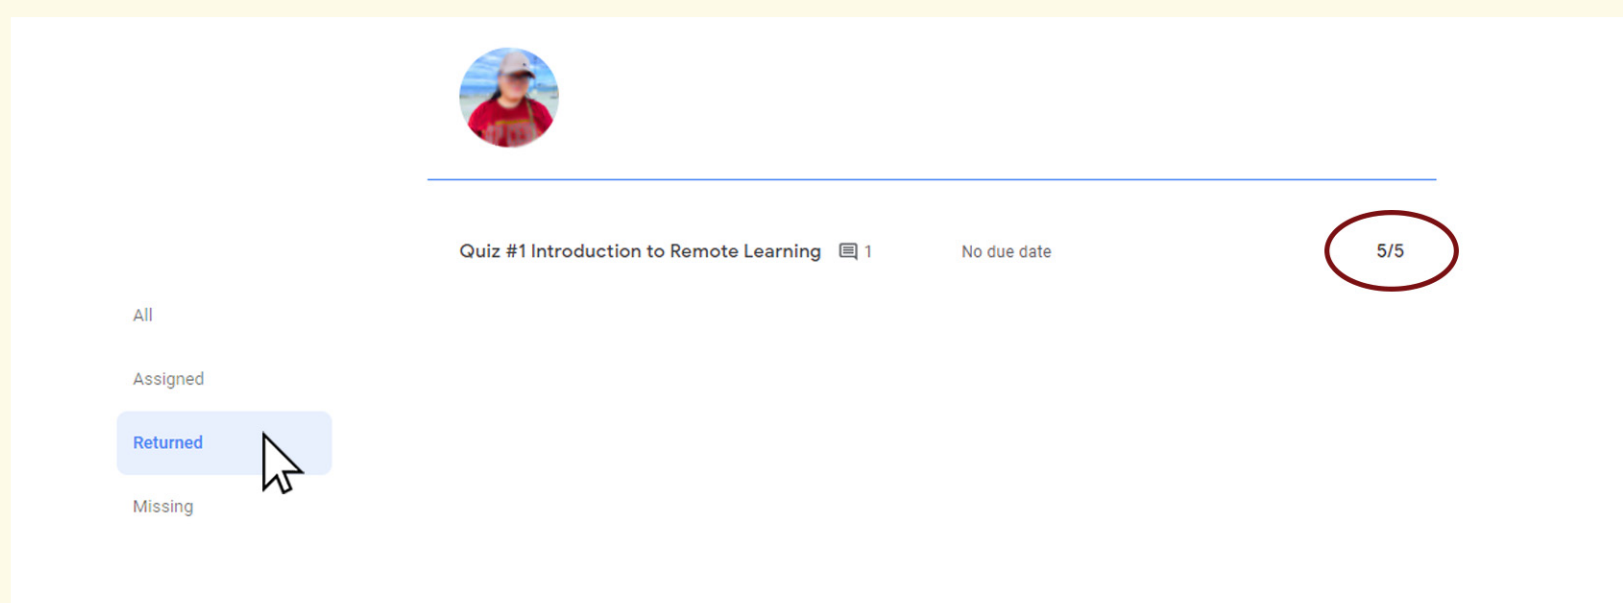 Quiz #1 Introduction to Remote Learning 1 No due date 5/5
All
Assigned
Returned
Missing